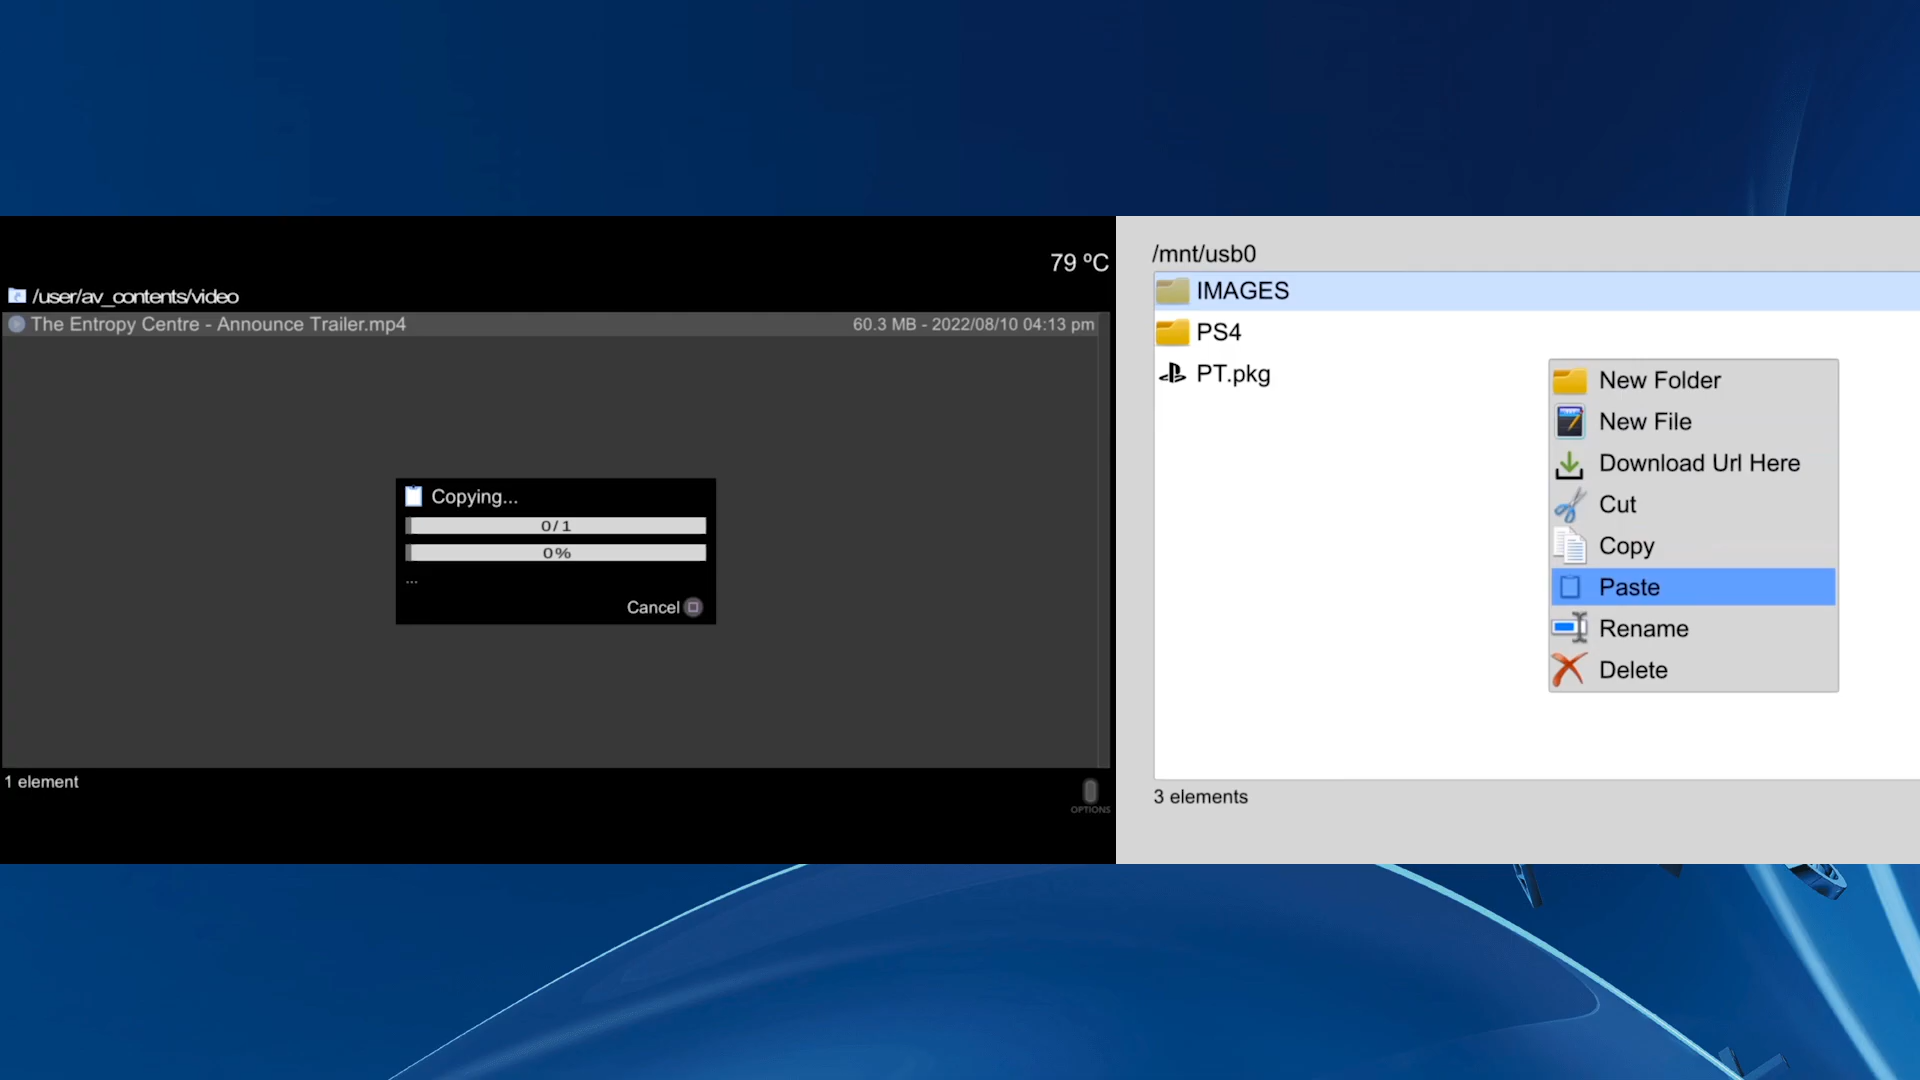 79 ºC
/user/av_contents/video
The Entropy Centre - Announce Trailer.mp4 60.3 MB - 2022/08/10 04:13 pm
Copying...
0/1
0%
...
Cancel
1 element
OPTIONS
/mnt/usb0
IMAGES
PS4
PT.pkg
New Folder
New File
Download Url Here
Cut
Copy
Paste
Rename
Delete
3 elements